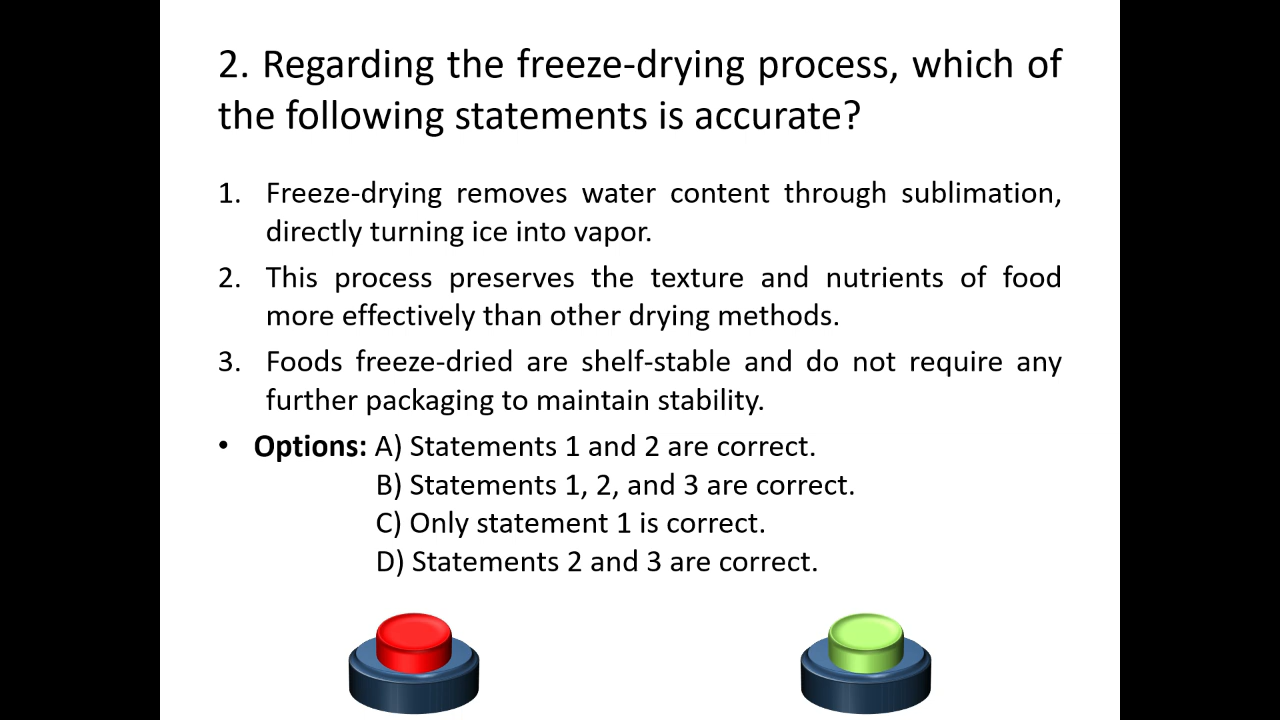 2. Regarding the freeze-drying process, which of
the following statements is accurate?
1. Freeze-drying removes water content through sublimation,
directly turning ice into vapor.
2. This process preserves the texture and nutrients of food
more effectively than other drying methods.
3. Foods freeze-dried are shelf-stable and do not require any
further packaging to maintain stability.
• Options: A) Statements 1 and 2 are correct.
B) Statements 1, 2, and 3 are correct.
C) Only statement 1 is correct.
D) Statements 2 and 3 are correct.